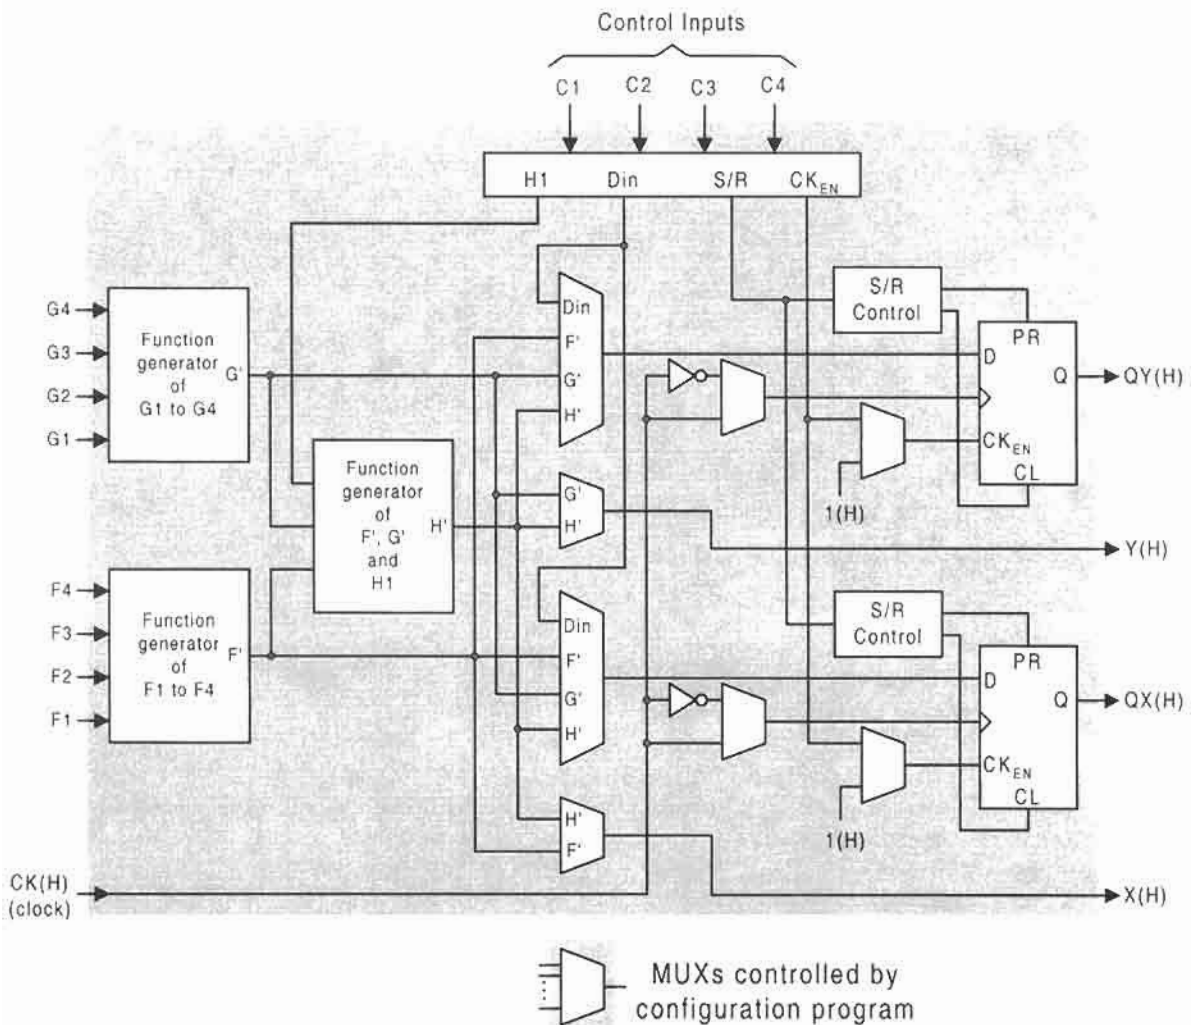 Control Inputs
C1 C2 C3 C4
H1 Din S/R CK_EN
G4
G3
G2
G1
Function
generator
of
G1 to G4
G'
Function
generator
of
F', G'
and
H1
H'
F4
F3
F2
F1
Function
generator
of
F1 to F4
F'
Din
F'
G'
H'
G'
H'
Din
F'
G'
H'
H'
F'
S/R
Control
PR
D
Q
CK_EN
CL
1(H)
QY(H)
Y(H)
S/R
Control
PR
D
Q
CK_EN
CL
1(H)
QX(H)
CK(H)
(clock)
X(H)
MUXs controlled by
configuration program